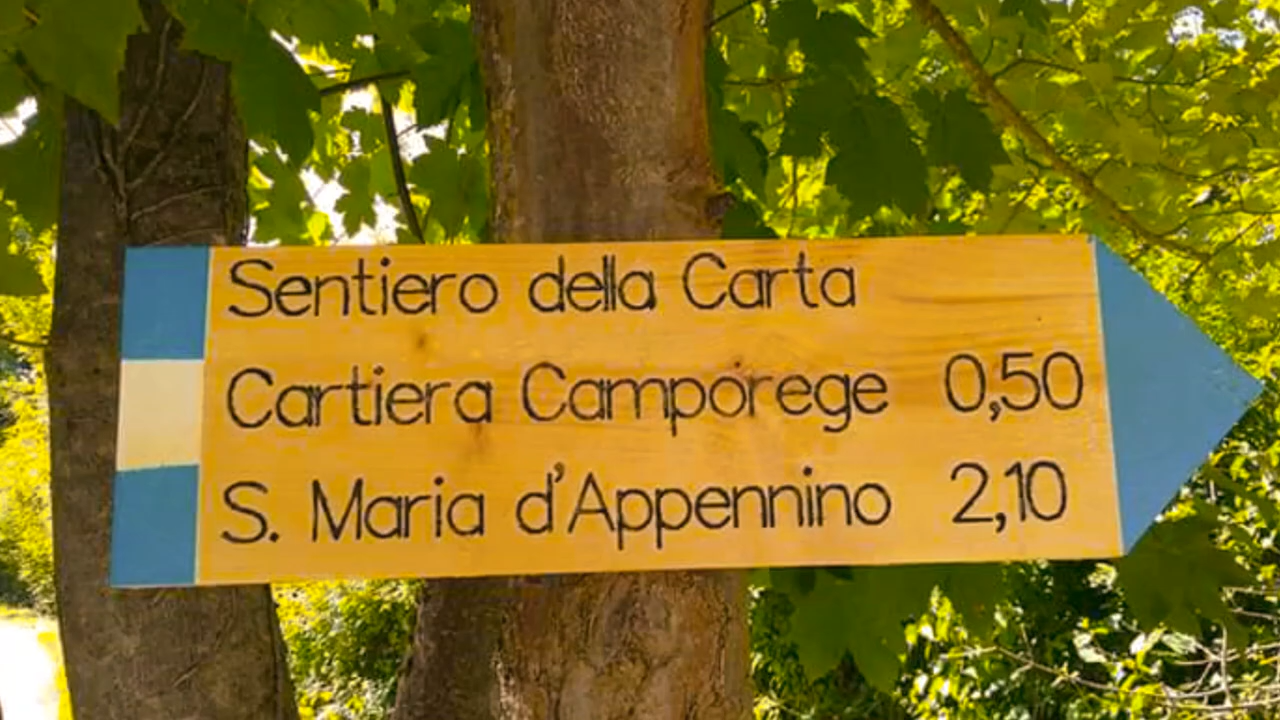 Sentiero della Carta
Cartiera Camporege 0,50
S. Maria d'Appennino 2,10